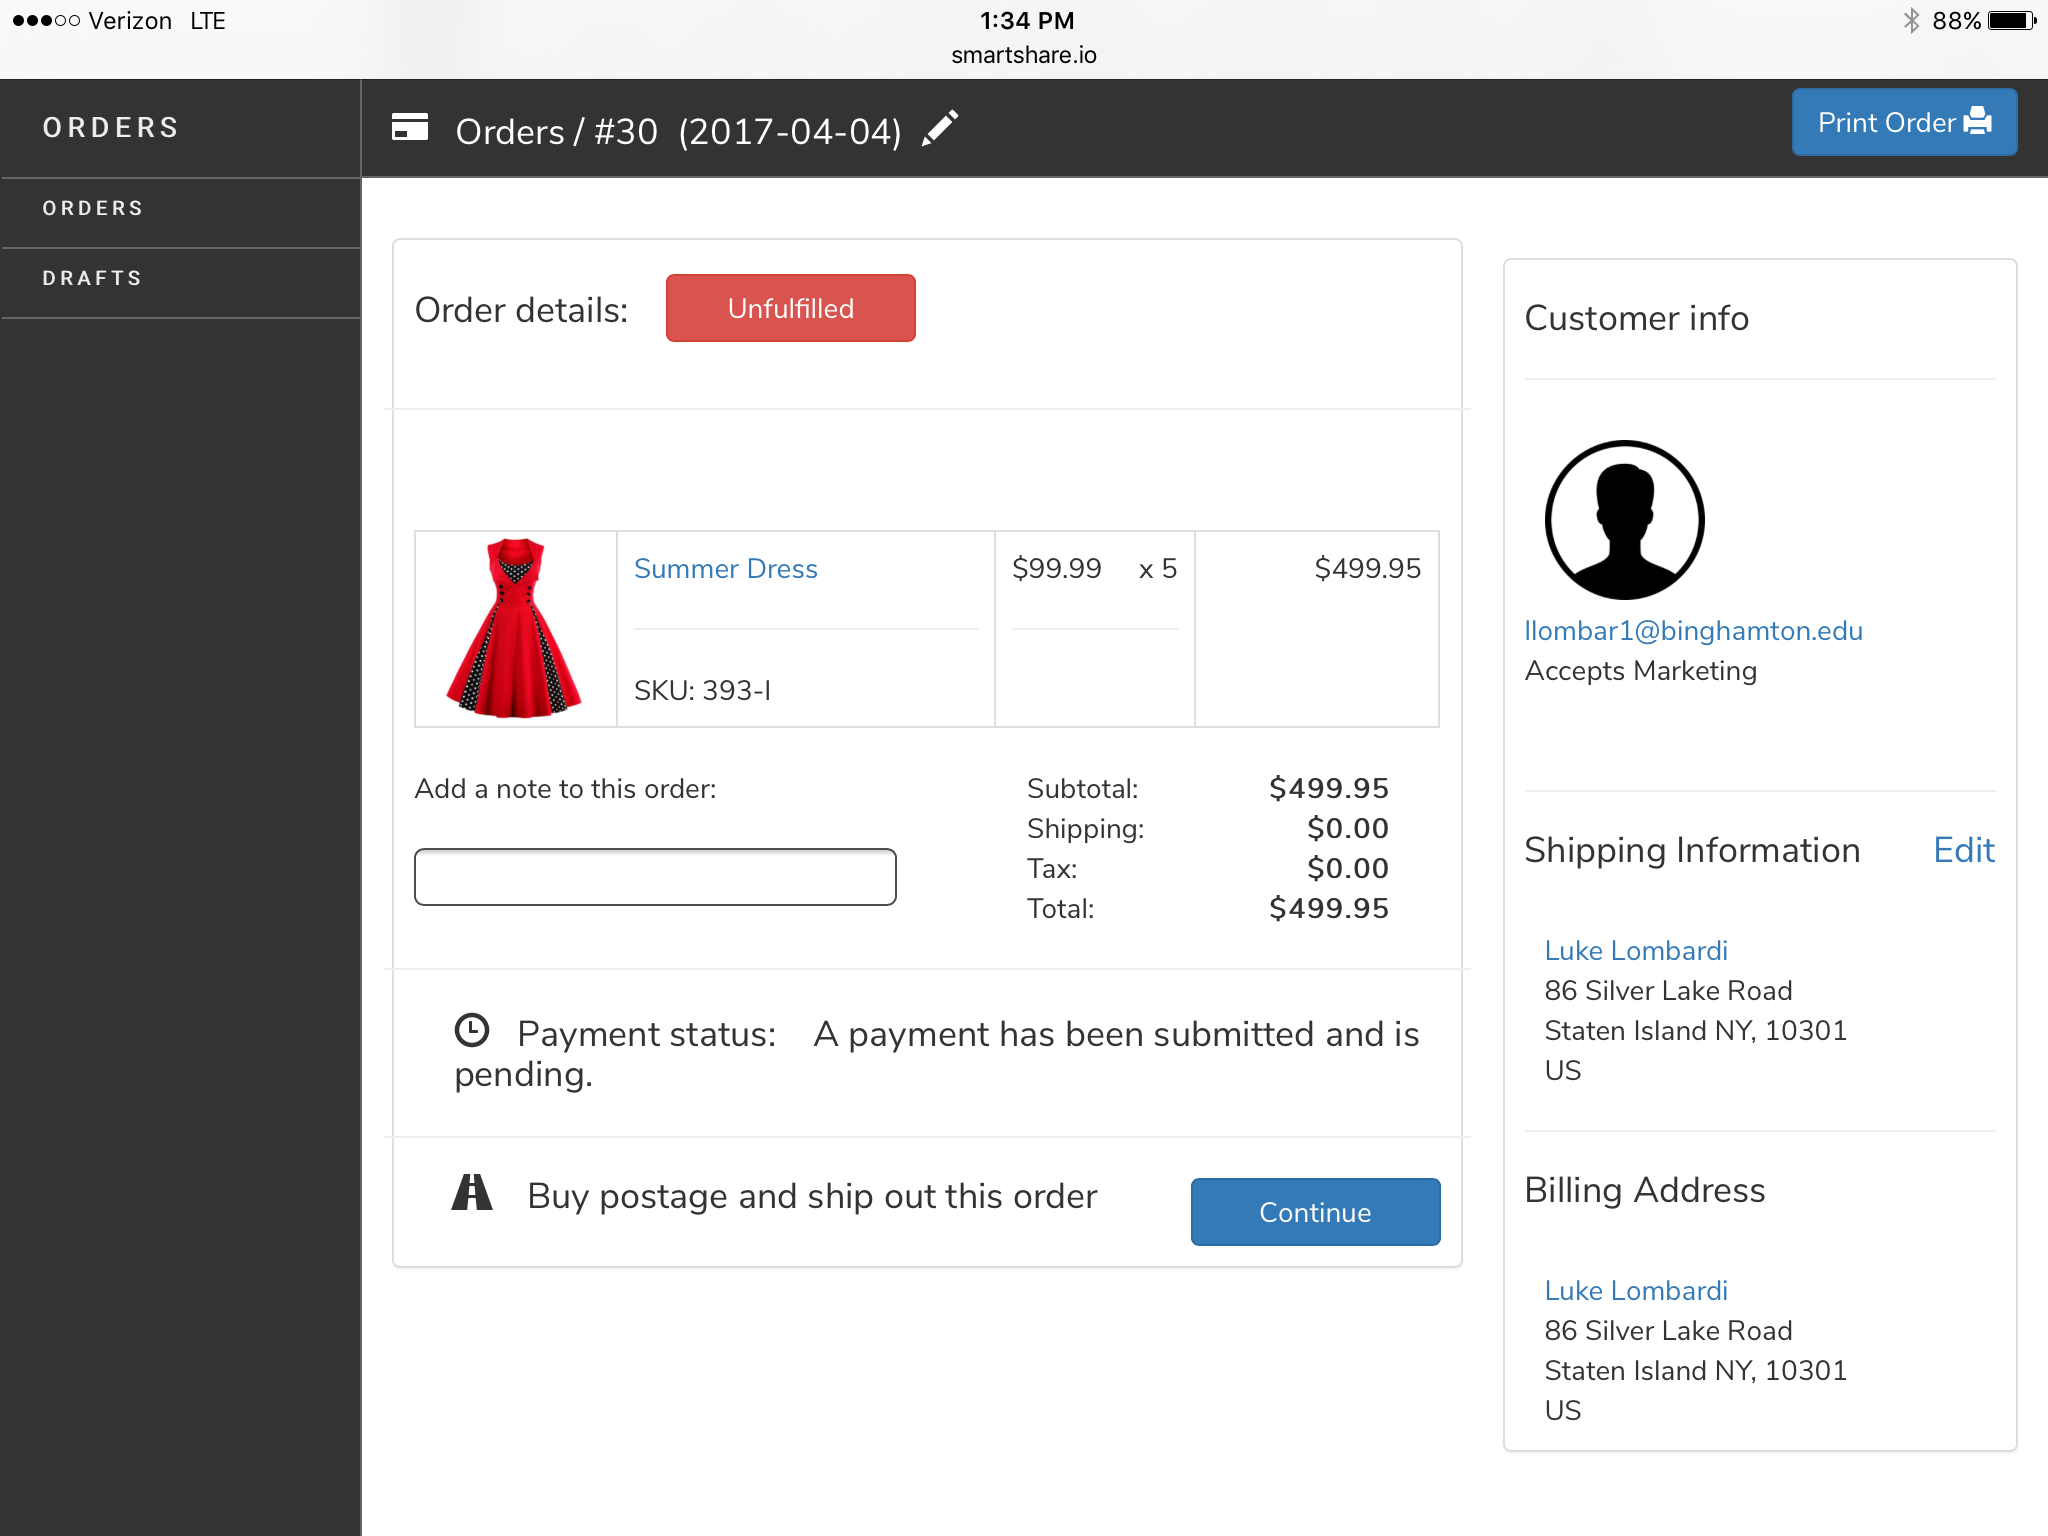 Verizon LTE
1:34 PM
88%
smartshare.io
ORDERS
Orders / #30 (2017-04-04)
Print Order
ORDERS
DRAFTS
Order details:
Unfulfilled
Summer Dress
$99.99 x 5
$499.95
SKU: 393-I
Add a note to this order:
Subtotal: $499.95
Shipping: $0.00
Tax: $0.00
Total: $499.95
Payment status: A payment has been submitted and is
pending.
Buy postage and ship out this order
Continue
Customer info
llombar1@binghamton.edu
Accepts Marketing
Shipping Information
Edit
Luke Lombardi
86 Silver Lake Road
Staten Island NY, 10301
US
Billing Address
Luke Lombardi
86 Silver Lake Road
Staten Island NY, 10301
US